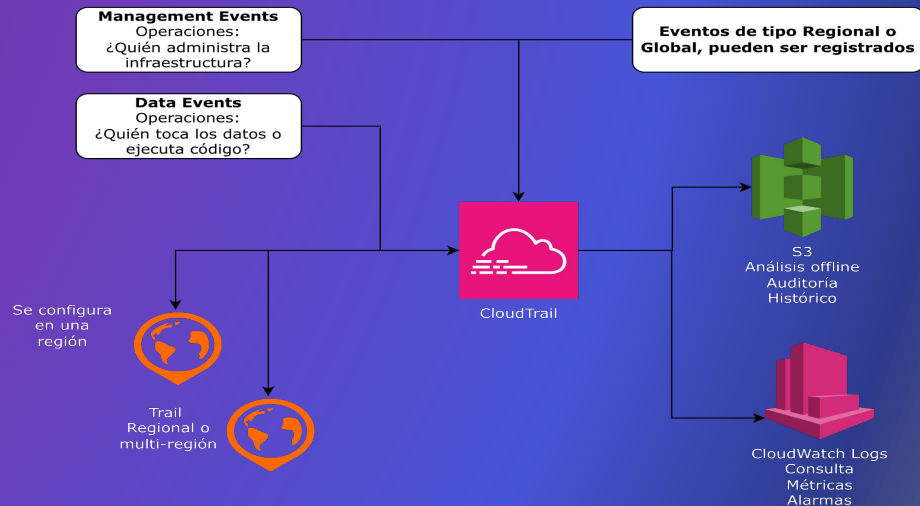 Management Events
Operaciones:
¿Quién administra la
infraestructura?
Eventos de tipo Regional o
Global, pueden ser registrados
Data Events
Operaciones:
¿Quién toca los datos o
ejecuta código?
S3
Análisis offline
Auditoría
Histórico
CloudTrail
Se configura
en una
región
Trail
Regional o
multi-región
CloudWatch Logs
Consulta
Métricas
Alarmas